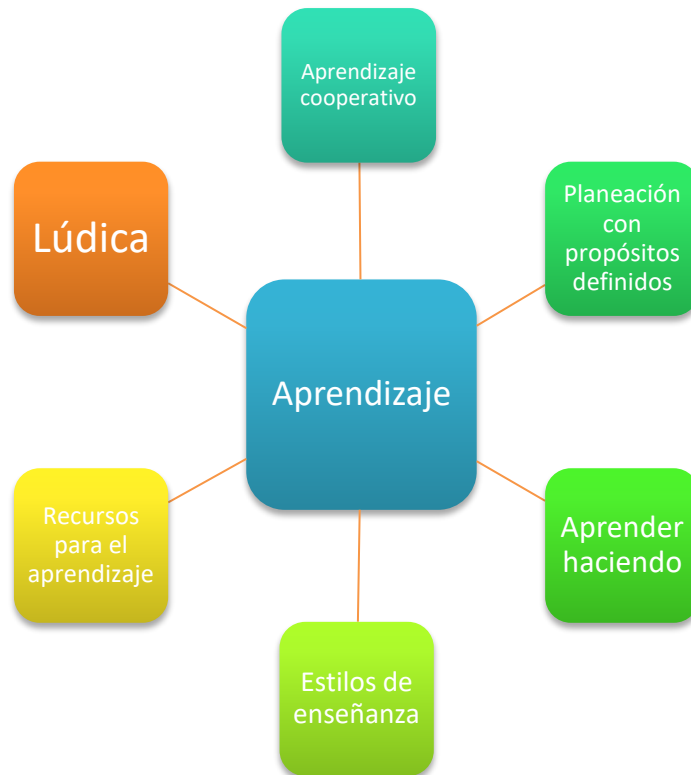 Aprendizaje
cooperativo
Lúdica
Planeación
con
propósitos
definidos
Aprendizaje
Recursos
para el
aprendizaje
Aprender
haciendo
Estilos de
enseñanza